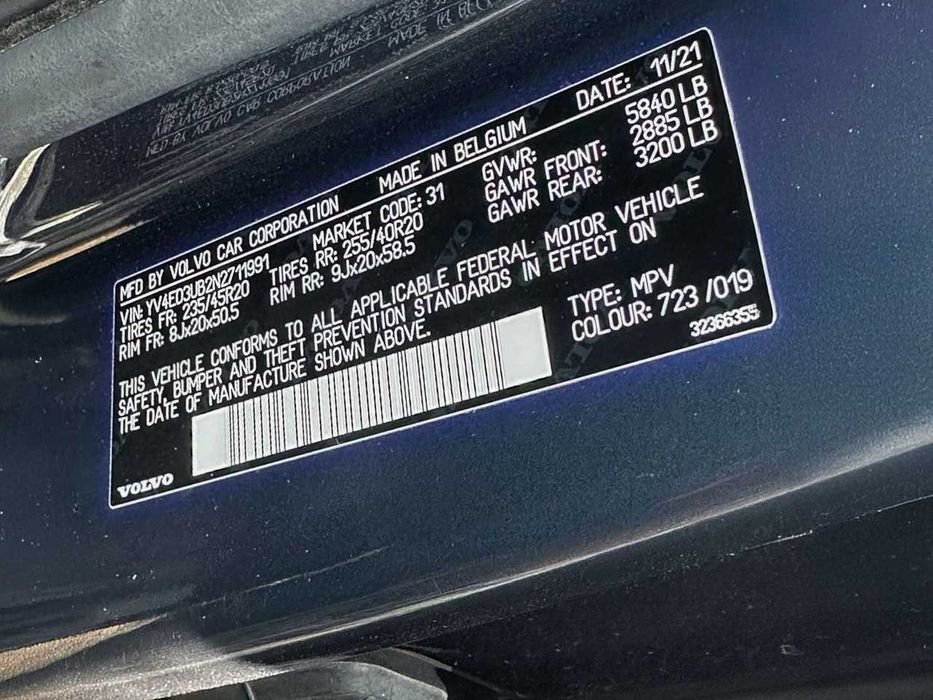 MFD BY VOLVO CAR CORPORATION MADE IN BELGIUM DATE: 11/21
VIN: YV4ED3UB2N2711991 MARKET CODE: 31 GVWR: 5840 LB
TIRES FR: 235/45R20 TIRES RR: 255/40R20 GAWR FRONT: 2885 LB
RIM FR: 8Jx20x50.5 RIM RR: 9Jx20x58.5 GAWR REAR: 3200 LB
THIS VEHICLE CONFORMS TO ALL APPLICABLE FEDERAL MOTOR VEHICLE
SAFETY, BUMPER AND THEFT PREVENTION STANDARDS IN EFFECT ON
THE DATE OF MANUFACTURE SHOWN ABOVE.
TYPE: MPV
COLOUR: 723 /019
32366355
VOLVO